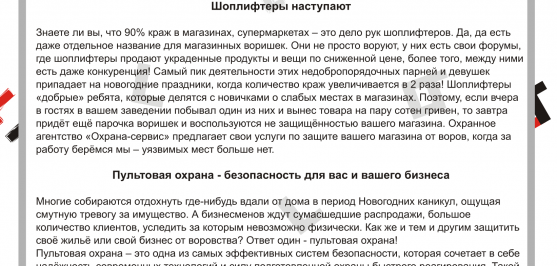 Шоплифтеры наступают
Знаете ли вы, что 90% краж в магазинах, супермаркетах – это дело рук шоплифтеров. Да, да есть
даже отдельное название для магазинных воришек. Они не просто воруют, у них есть свои форумы,
где шоплифтеры продают украденные продукты и вещи по сниженной цене, более того, между ними
есть даже конкуренция! Самый пик деятельности этих недобропорядочных парней и девушек
припадает на новогодние праздники, когда количество краж увеличивается в 2 раза! Шоплифтеры
«добрые» ребята, которые делятся с новичками о слабых местах в магазинах. Поэтому, если вчера
в гостях в вашем заведении побывал один из них и вынес товара на пару сотен гривен, то завтра
придёт ещё парочка воришек и воспользуются не защищённостью вашего магазина. Охранное
агентство «Охрана-сервис» предлагает свои услуги по защите вашего магазина от воров, когда за
работу берёмся мы – уязвимых мест больше нет.
Пультовая охрана - безопасность для вас и вашего бизнеса
Многие собираются отдохнуть где-нибудь вдали от дома в период Новогодних каникул, ощущая
смутную тревогу за имущество. А бизнесменов ждут сумасшедшие распродажи, большое
количество клиентов, уследить за которым невозможно физически. Как же и тем и другим защитить
своё жильё или свой бизнес от воровства? Ответ один - пультовая охрана!
Пультовая охрана – это одна из самых эффективных систем безопасности, которая сочетает в себе